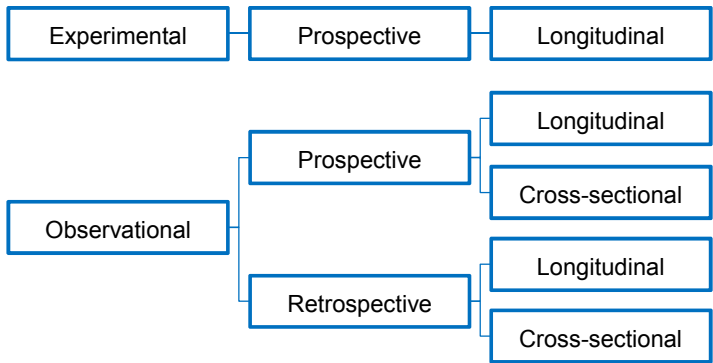 Experimental
Prospective
Longitudinal
Observational
Prospective
Longitudinal
Cross-sectional
Retrospective
Longitudinal
Cross-sectional